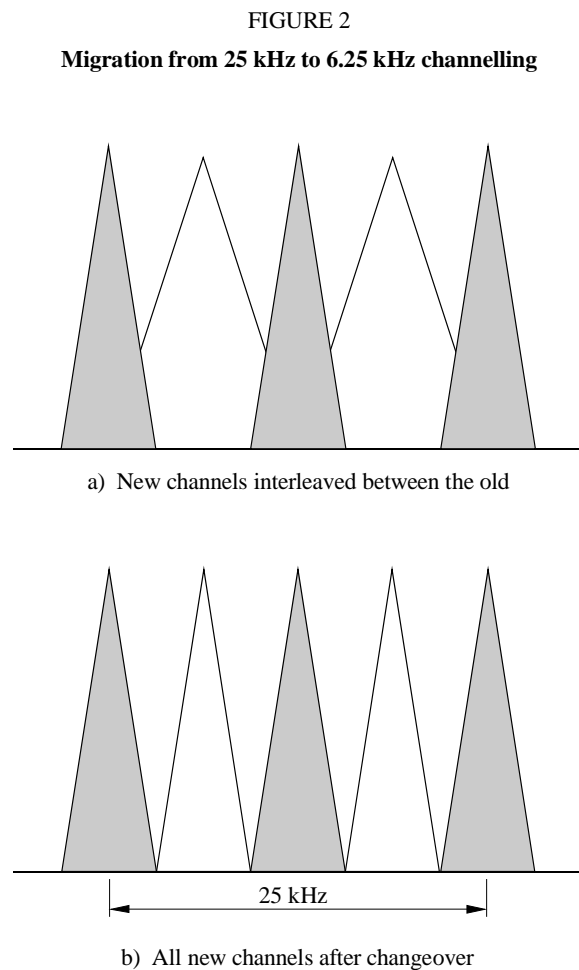 FIGURE 2
Migration from 25 kHz to 6.25 kHz channelling
a) New channels interleaved between the old
25 kHz
b) All new channels after changeover